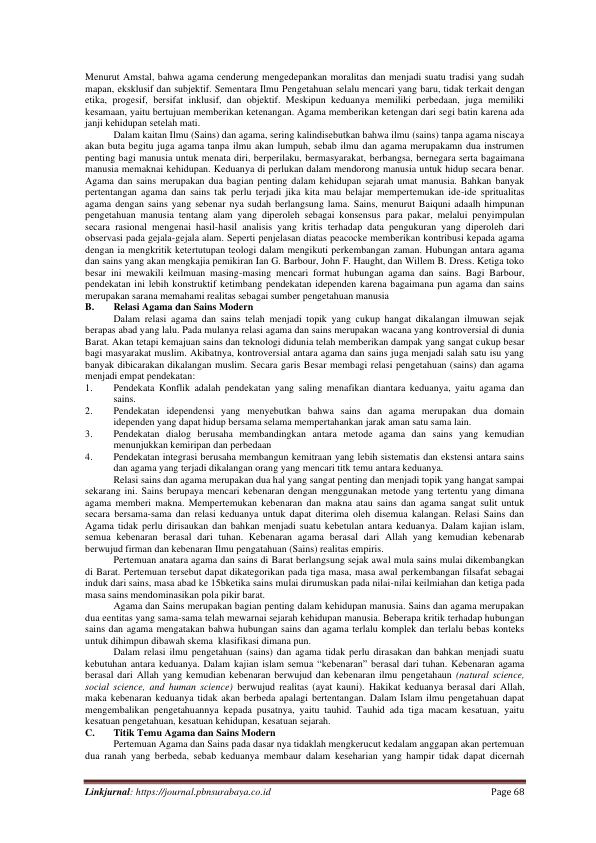 Menurut Amstal, bahwa agama cenderung mengedepankan moralitas dan menjadi suatu tradisi yang sudah
mapan, eksklusif dan subjektif. Sementara Ilmu Pengetahuan selalu mencari yang baru, tidak terkait dengan
etika, progesif, bersifat inklusif, dan objektif. Meskipun keduanya memiliki perbedaan, juga memiliki
kesamaan, yaitu bertujuan memberikan ketenangan. Agama memberikan ketengan dari segi batin karena ada
janji kehidupan setelah mati.
Dalam kaitan Ilmu (Sains) dan agama, sering kalindisebutkan bahwa ilmu (sains) tanpa agama niscaya
akan buta begitu juga agama tanpa ilmu akan lumpuh, sebab ilmu dan agama merupakamn dua instrumen
penting bagi manusia untuk menata diri, berperilaku, bermasyarakat, berbangsa, bernegara serta bagaimana
manusia memaknai kehidupan. Keduanya di perlukan dalam mendorong manusia untuk hidup secara benar.
Agama dan sains merupakan dua bagian penting dalam kehidupan sejarah umat manusia. Bahkan banyak
pertentangan agama dan sains tak perlu terjadi jika kita mau belajar mempertemukan ide-ide spritualitas
agama dengan sains yang sebenar nya sudah berlangsung lama. Sains, menurut Baiquni adaalh himpunan
pengetahuan manusia tentang alam yang diperoleh sebagai konsensus para pakar, melalui penyimpulan
secara rasional mengenai hasil-hasil analisis yang kritis terhadap data pengukuran yang diperoleh dari
observasi pada gejala-gejala alam. Seperti penjelasan diatas peacocke memberikan kontribusi kepada agama
dengan ia mengkritik ketertutupan teologi dalam mengikuti perkembangan zaman. Hubungan antara agama
dan sains yang akan mengkajia pemikiran Ian G. Barbour, John F. Haught, dan Willem B. Dress. Ketiga toko
besar ini mewakili keilmuan masing-masing mencari format hubungan agama dan sains. Bagi Barbour,
pendekatan ini lebih konstruktif ketimbang pendekatan idependen karena bagaimana pun agama dan sains
merupakan sarana memahami realitas sebagai sumber pengetahuan manusia
B. Relasi Agama dan Sains Modern
Dalam relasi agama dan sains telah menjadi topik yang cukup hangat dikalangan ilmuwan sejak
berapas abad yang lalu. Pada mulanya relasi agama dan sains merupakan wacana yang kontroversial di dunia
Barat. Akan tetapi kemajuan sains dan teknologi didunia telah memberikan dampak yang sangat cukup besar
bagi masyarakat muslim. Akibatnya, kontroversial antara agama dan sains juga menjadi salah satu isu yang
banyak dibicarakan dikalangan muslim. Secara garis Besar membagi relasi pengetahuan (sains) dan agama
menjadi empat pendekatan:
1. Pendekata Konflik adalah pendekatan yang saling menafikan diantara keduanya, yaitu agama dan
sains.
2. Pendekatan idependensi yang menyebutkan bahwa sains dan agama merupakan dua domain
idependen yang dapat hidup bersama selama mempertahankan jarak aman satu sama lain.
3. Pendekatan dialog berusaha membandingkan antara metode agama dan sains yang kemudian
menunjukkan kemiripan dan perbedaan
4. Pendekatan integrasi berusaha membangun kemitraan yang lebih sistematis dan ekstensi antara sains
dan agama yang terjadi dikalangan orang yang mencari titk temu antara keduanya.
Relasi sains dan agama merupakan dua hal yang sangat penting dan menjadi topik yang hangat sampai
sekarang ini. Sains berupaya mencari kebenaran dengan menggunakan metode yang tertentu yang dimana
agama memberi makna. Mempertemukan kebenaran dan makna atau sains dan agama sangat sulit untuk
secara bersama-sama dan relasi keduanya untuk dapat diterima oleh disemua kalangan. Relasi Sains dan
Agama tidak perlu dirisaukan dan bahkan menjadi suatu kebetulan antara keduanya. Dalam kajian islam,
semua kebenaran berasal dari tuhan. Kebenaran agama berasal dari Allah yang kemudian kebenarab
berwujud firman dan kebenaran Ilmu pengatahuan (Sains) realitas empiris.
Pertemuan anatara agama dan sains di Barat berlangsung sejak awal mula sains mulai dikembangkan
di Barat. Pertemuan tersebut dapat dikategorikan pada tiga masa, masa awal perkembangan filsafat sebagai
induk dari sains, masa abad ke 15bketika sains mulai dirumuskan pada nilai-nilai keilmiahan dan ketiga pada
masa sains mendominasikan pola pikir barat.
Agama dan Sains merupakan bagian penting dalam kehidupan manusia. Sains dan agama merupakan
dua eentitas yang sama-sama telah mewarnai sejarah kehidupan manusia. Beberapa kritik terhadap hubungan
sains dan agama mengatakan bahwa hubungan sains dan agama terlalu komplek dan terlalu bebas konteks
untuk dihimpun dibawah skema  klasifikasi dimana pun.
Dalam relasi ilmu pengetahuan (sains) dan agama tidak perlu dirasakan dan bahkan menjadi suatu
kebutuhan antara keduanya. Dalam kajian islam semua “kebenaran” berasal dari tuhan. Kebenaran agama
berasal dari Allah yang kemudian kebenaran berwujud dan kebenaran ilmu pengetahaun (natural science,
social science, and human science) berwujud realitas (ayat kauni). Hakikat keduanya berasal dari Allah,
maka kebenaran keduanya tidak akan berbeda apalagi bertentangan. Dalam Islam ilmu pengetahuan dapat
mengembalikan pengetahuannya kepada pusatnya, yaitu tauhid. Tauhid ada tiga macam kesatuan, yaitu
kesatuan pengetahuan, kesatuan kehidupan, kesatuan sejarah.
C. Titik Temu Agama dan Sains Modern
Pertemuan Agama dan Sains pada dasar nya tidaklah mengkerucut kedalam anggapan akan pertemuan
dua ranah yang berbeda, sebab keduanya membaur dalam keseharian yang hampir tidak dapat dicernah
Linkjurnal: https://journal.pbnsurabaya.co.id Page 68